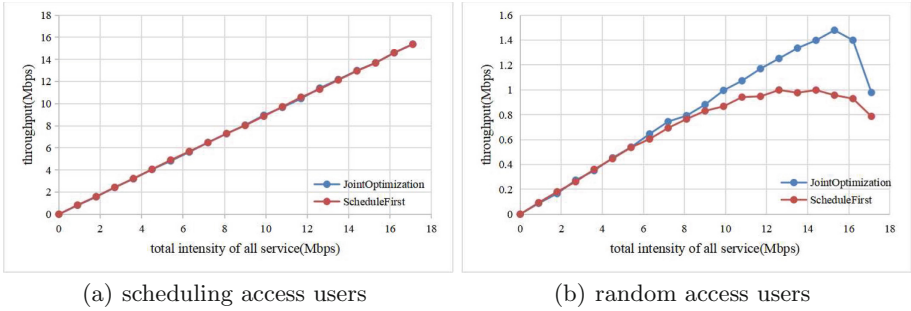 18
16
14
12
10
8
6
4
2
0
throughput(Mbps)
JointOptimization
ScheduleFirst
0 2 4 6 8 10 12 14 16 18
total intensity of all service(Mbps)
(a) scheduling access users
1.6
1.4
1.2
1
0.8
0.6
0.4
0.2
0
throughput(Mbps)
JointOptimization
ScheduleFirst
0 2 4 6 8 10 12 14 16 18
total intensity of all service(Mbps)
(b) random access users